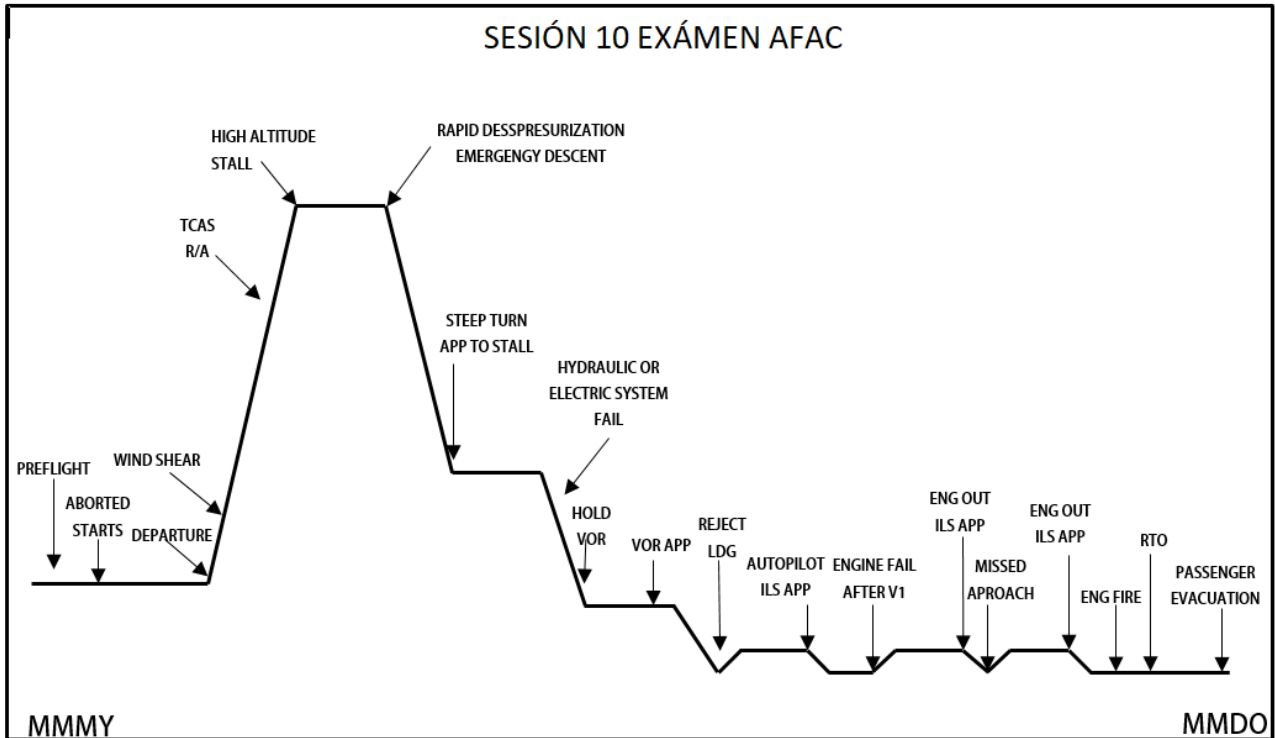 SESIÓN 10 EXÁMEN AFAC
HIGH ALTITUDE
STALL
RAPID DESSPRESURIZATION
EMERGENGY DESCENT
TCAS
R/A
STEEP TURN
APP TO STALL
HYDRAULIC OR
ELECTRIC SYSTEM
FAIL
PREFLIGHT
ABORTED
STARTS
WIND SHEAR
DEPARTURE
HOLD
VOR
VOR APP
REJECT
LDG
AUTOPILOT
ILS APP
ENGINE FAIL
AFTER V1
ENG OUT
ILS APP
MISSED
APROACH
ENG OUT
ILS APP
ENG FIRE
RTO
PASSENGER
EVACUATION
MMMY
MMDO